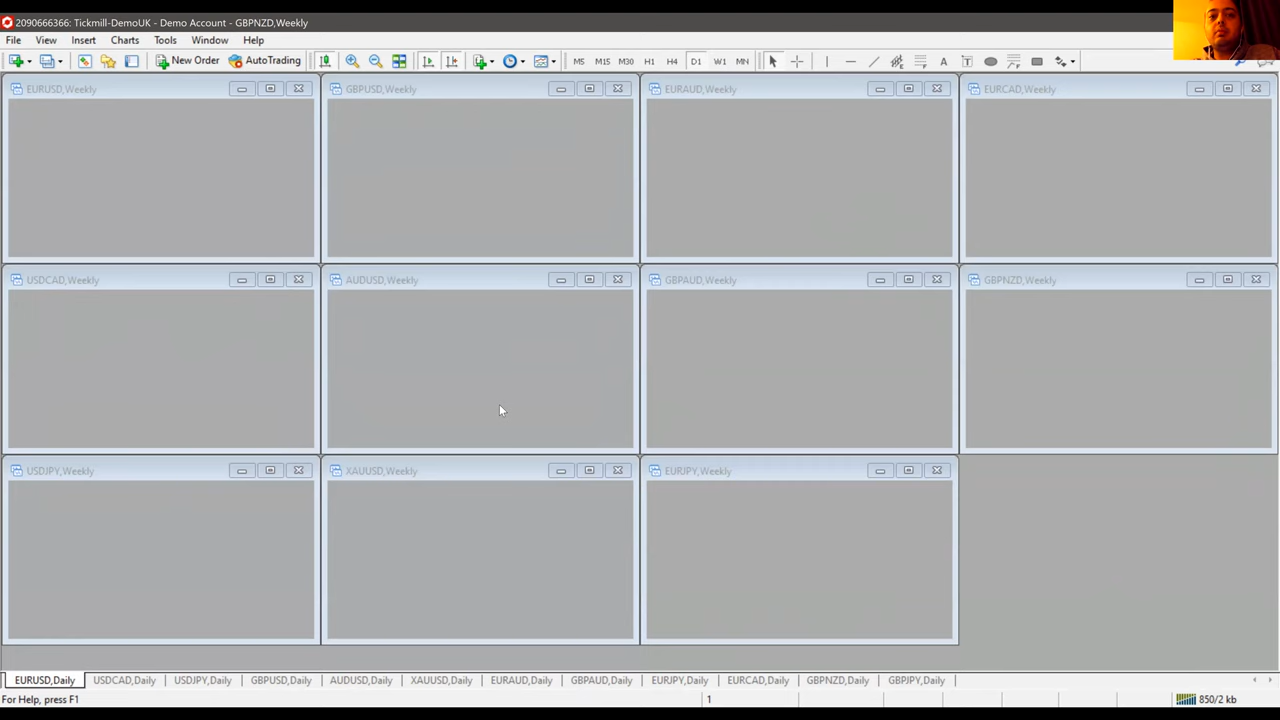 2090666366: Tickmill-DemoUK - Demo Account - GBPNZD,Weekly
File View Insert Charts Tools Window Help
New Order AutoTrading M5 M15 M30 H1 H4 D1 W1 MN A T
EURUSD,Weekly GBPUSD,Weekly EURAUD,Weekly EURCAD,Weekly
USDCAD,Weekly AUDUSD,Weekly GBPAUD,Weekly GBPNZD,Weekly
USDJPY,Weekly XAUUSD,Weekly EURJPY,Weekly
EURUSD,Daily USDCAD,Daily USDJPY,Daily GBPUSD,Daily AUDUSD,Daily XAUUSD,Daily EURAUD,Daily GBPAUD,Daily EURJPY,Daily EURCAD,Daily GBPNZD,Daily GBPJPY,Daily
For Help, press F1 1 850/2 kb